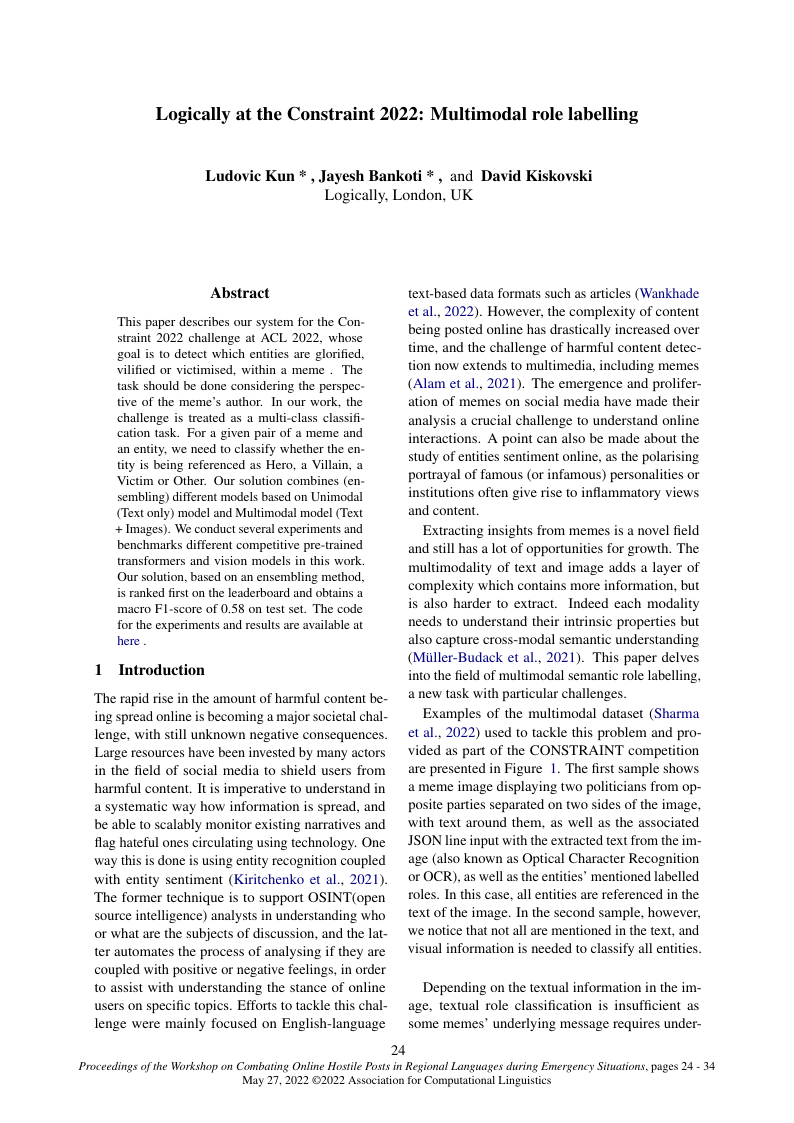 Logically at the Constraint 2022: Multimodal role labelling
Ludovic Kun * , Jayesh Bankoti * , and David Kiskovski
Logically, London, UK
Abstract
This paper describes our system for the Con-
straint 2022 challenge at ACL 2022, whose
goal is to detect which entities are glorified,
vilified or victimised, within a meme . The
task should be done considering the perspec-
tive of the meme's author. In our work, the
challenge is treated as a multi-class classifi-
cation task. For a given pair of a meme and
an entity, we need to classify whether the en-
tity is being referenced as Hero, a Villain, a
Victim or Other. Our solution combines (en-
sembling) different models based on Unimodal
(Text only) model and Multimodal model (Text
+ Images). We conduct several experiments and
benchmarks different competitive pre-trained
transformers and vision models in this work.
Our solution, based on an ensembling method,
is ranked first on the leaderboard and obtains a
macro F1-score of 0.58 on test set. The code
for the experiments and results are available at
here .
1 Introduction
The rapid rise in the amount of harmful content be-
ing spread online is becoming a major societal chal-
lenge, with still unknown negative consequences.
Large resources have been invested by many actors
in the field of social media to shield users from
harmful content. It is imperative to understand in
a systematic way how information is spread, and
be able to scalably monitor existing narratives and
flag hateful ones circulating using technology. One
way this is done is using entity recognition coupled
with entity sentiment (Kiritchenko et al., 2021).
The former technique is to support OSINT(open
source intelligence) analysts in understanding who
or what are the subjects of discussion, and the lat-
ter automates the process of analysing if they are
coupled with positive or negative feelings, in order
to assist with understanding the stance of online
users on specific topics. Efforts to tackle this chal-
lenge were mainly focused on English-language
text-based data formats such as articles (Wankhade
et al., 2022). However, the complexity of content
being posted online has drastically increased over
time, and the challenge of harmful content detec-
tion now extends to multimedia, including memes
(Alam et al., 2021). The emergence and prolifer-
ation of memes on social media have made their
analysis a crucial challenge to understand online
interactions. A point can also be made about the
study of entities sentiment online, as the polarising
portrayal of famous (or infamous) personalities or
institutions often give rise to inflammatory views
and content.
Extracting insights from memes is a novel field
and still has a lot of opportunities for growth. The
multimodality of text and image adds a layer of
complexity which contains more information, but
is also harder to extract. Indeed each modality
needs to understand their intrinsic properties but
also capture cross-modal semantic understanding
(Müller-Budack et al., 2021). This paper delves
into the field of multimodal semantic role labelling,
a new task with particular challenges.
Examples of the multimodal dataset (Sharma
et al., 2022) used to tackle this problem and pro-
vided as part of the CONSTRAINT competition
are presented in Figure 1. The first sample shows
a meme image displaying two politicians from op-
posite parties separated on two sides of the image,
with text around them, as well as the associated
JSON line input with the extracted text from the im-
age (also known as Optical Character Recognition
or OCR), as well as the entities' mentioned labelled
roles. In this case, all entities are referenced in the
text of the image. In the second sample, however,
we notice that not all are mentioned in the text, and
visual information is needed to classify all entities.
Depending on the textual information in the im-
age, textual role classification is insufficient as
some memes' underlying message requires under-
24
Proceedings of the Workshop on Combating Online Hostile Posts in Regional Languages during Emergency Situations, pages 24 - 34
May 27, 2022 ©2022 Association for Computational Linguistics